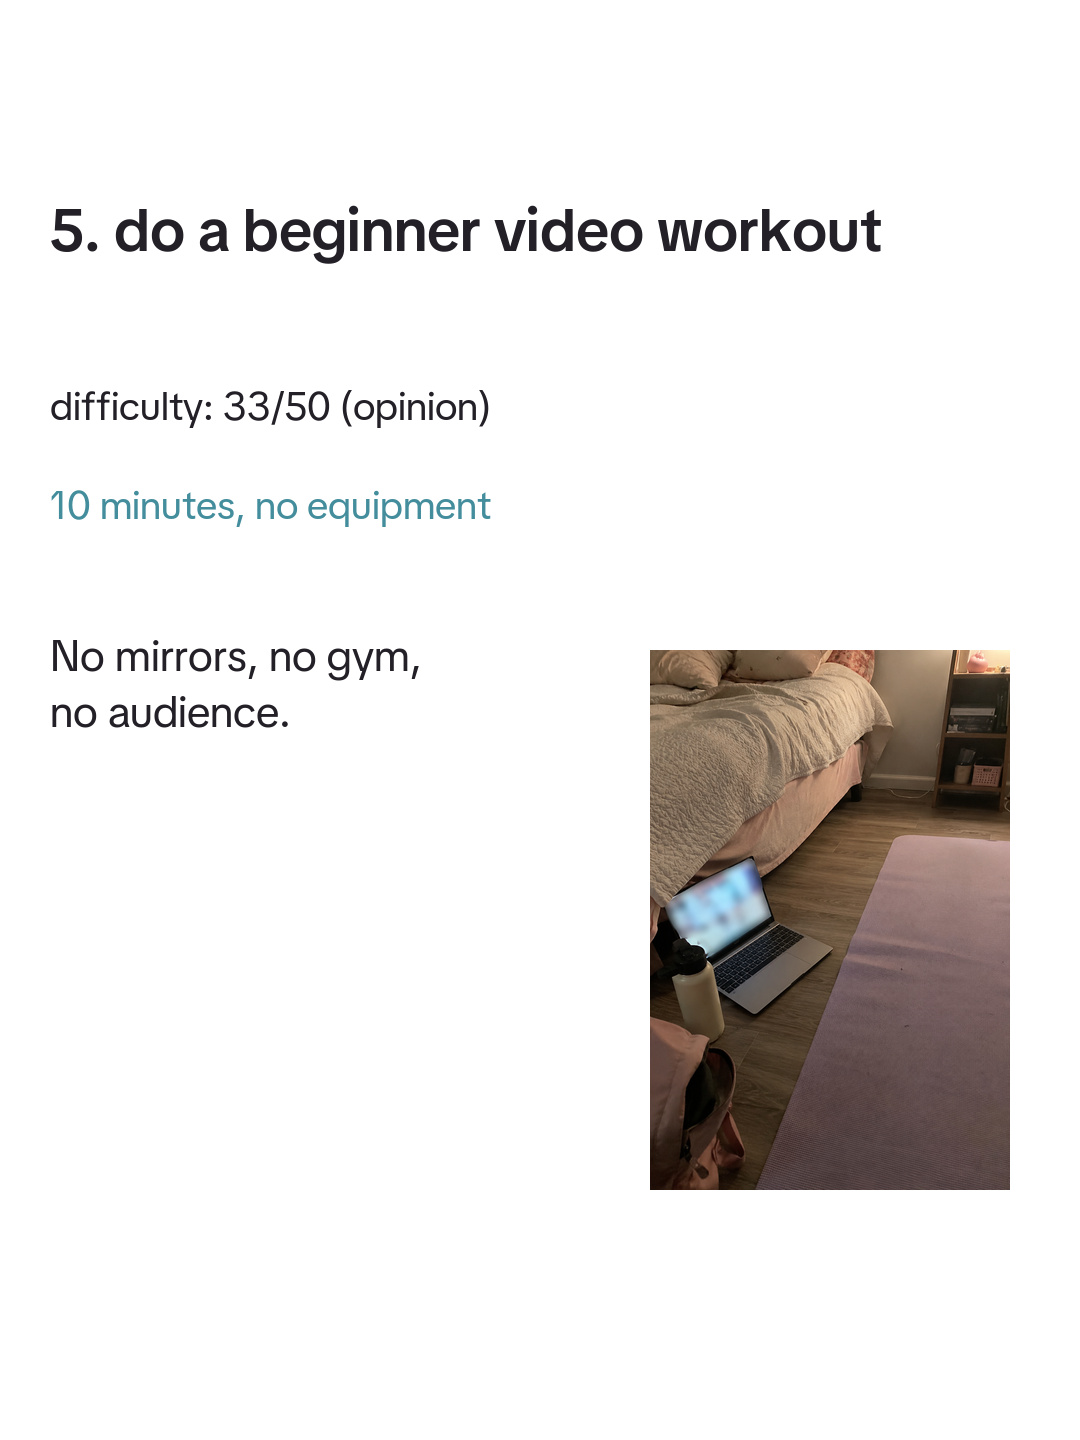 5. do a beginner video workout
difficulty: 33/50 (opinion)
10 minutes, no equipment
No mirrors, no gym,
no audience.